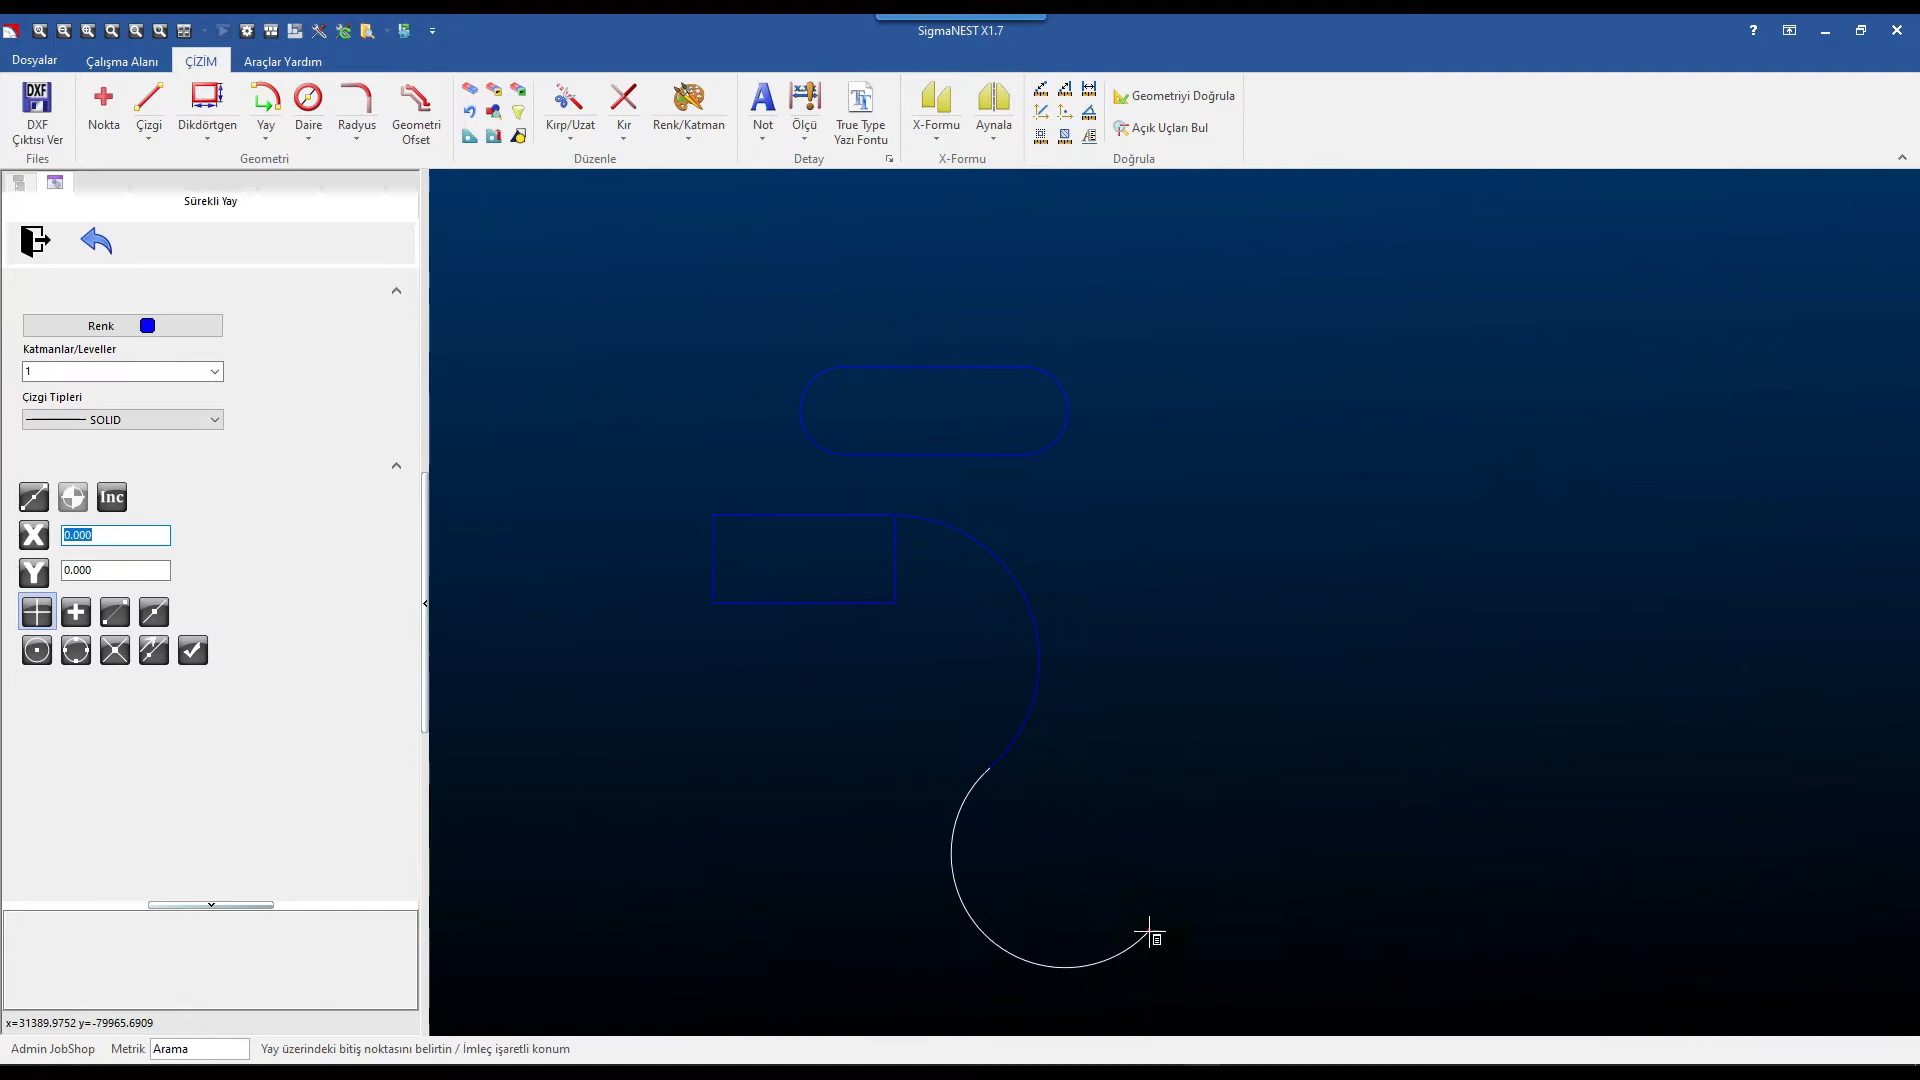 SigmaNEST X1.7
Dosyalar
Çalışma Alanı
ÇİZİM
Araçlar Yardım
DXF
DXF
Çıktısı Ver
Nokta
Çizgi
Dikdörtgen
Yay
Daire
Radyus
Geometri
Ofset
Kırp/Uzat
Kır
Renk/Katman
Not
Ölçü
True Type
Yazı Fontu
X-Formu
Aynala
Geometriyi Doğrula
Açık Uçları Bul
Files
Geometri
Düzenle
Detay
X-Formu
Doğrula
Sürekli Yay
Renk
Katmanlar/Leveller
1
Çizgi Tipleri
SOLID
Inc
X
0.000
Y
0.000
x=31389.9752 y=-79965.6909
Admin JobShop
Metrik
Arama
Yay üzerindeki bitiş noktasını belirtin / İmleç işaretli konum